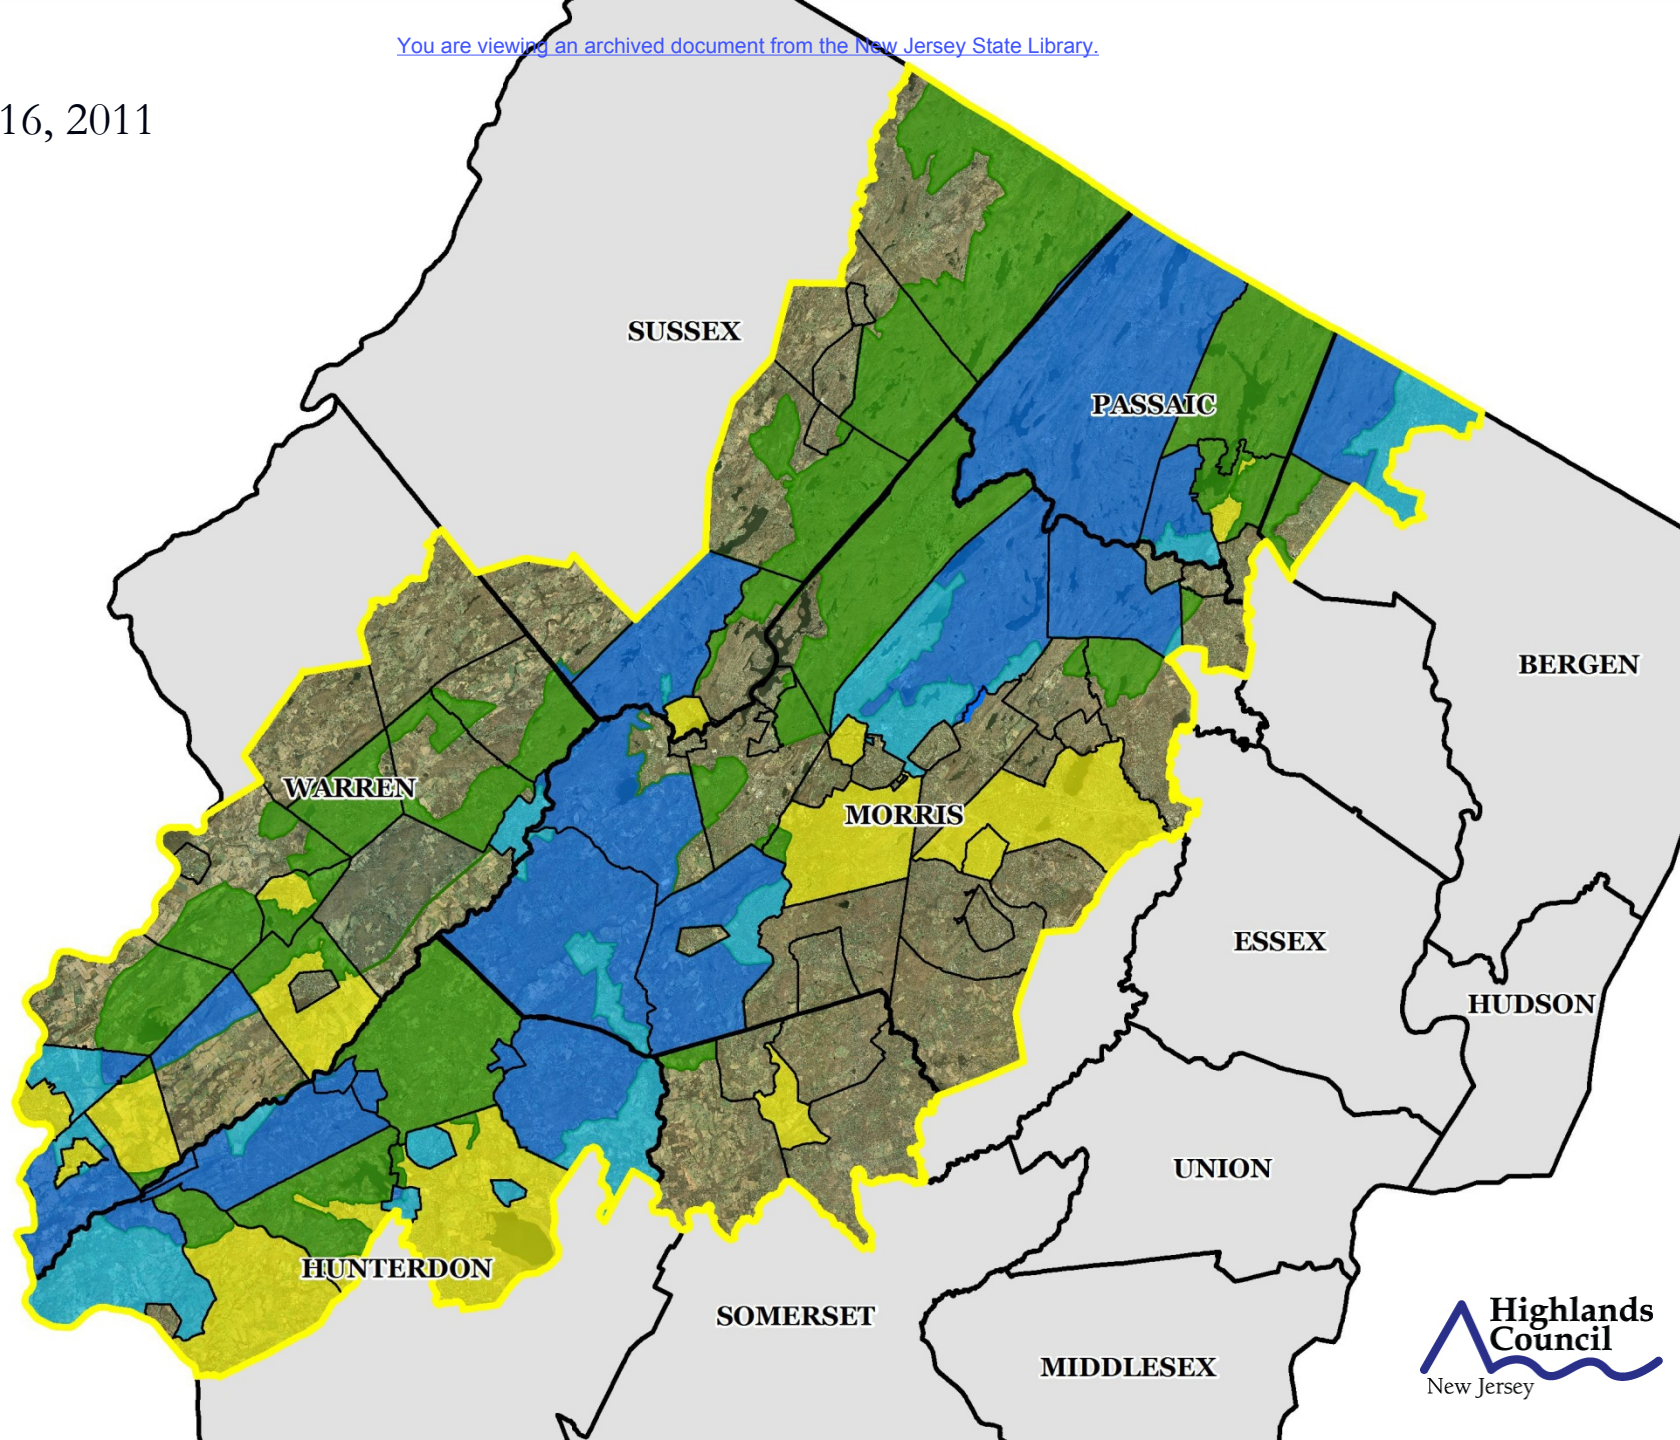 You are viewing an archived document from the New Jersey State Library.
16, 2011
SUSSEX
PASSAIC
BERGEN
WARREN
MORRIS
ESSEX
HUDSON
UNION
HUNTERDON
SOMERSET
MIDDLESEX
Highlands
Council
New Jersey